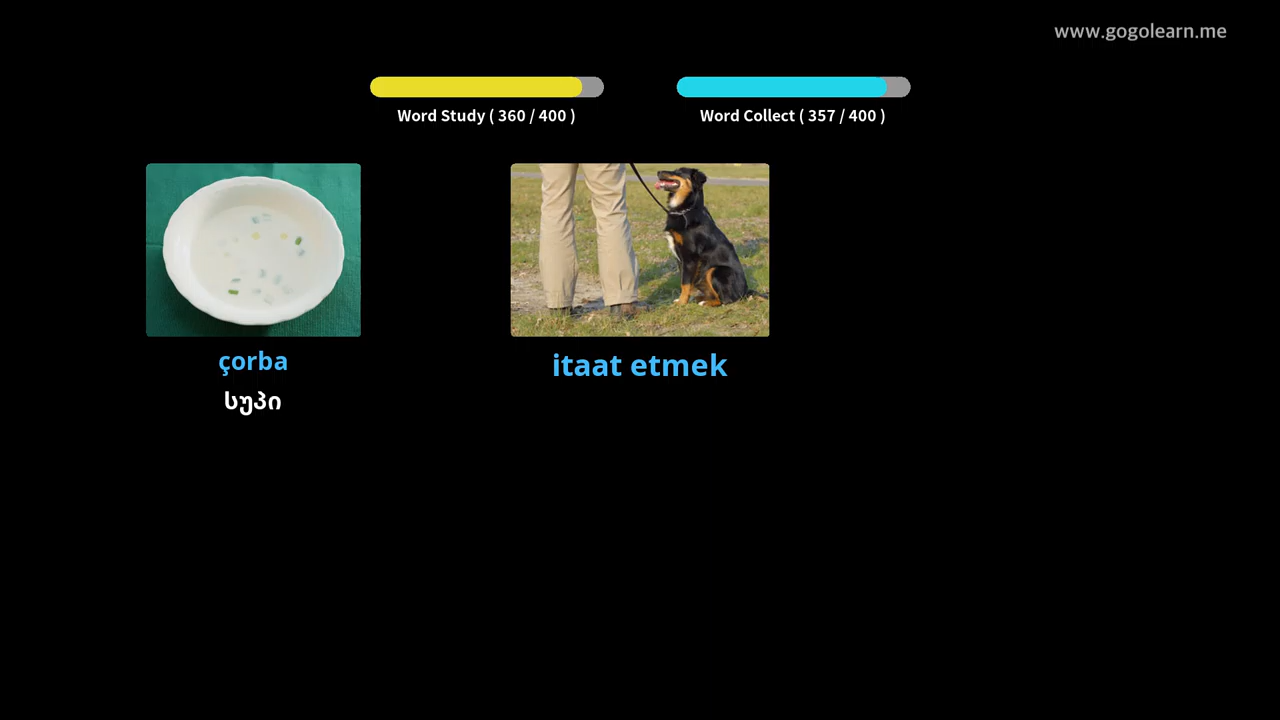 www.gogolearn.me
Word Study ( 360 / 400 )
Word Collect ( 357 / 400 )
çorba
სუპი
itaat etmek